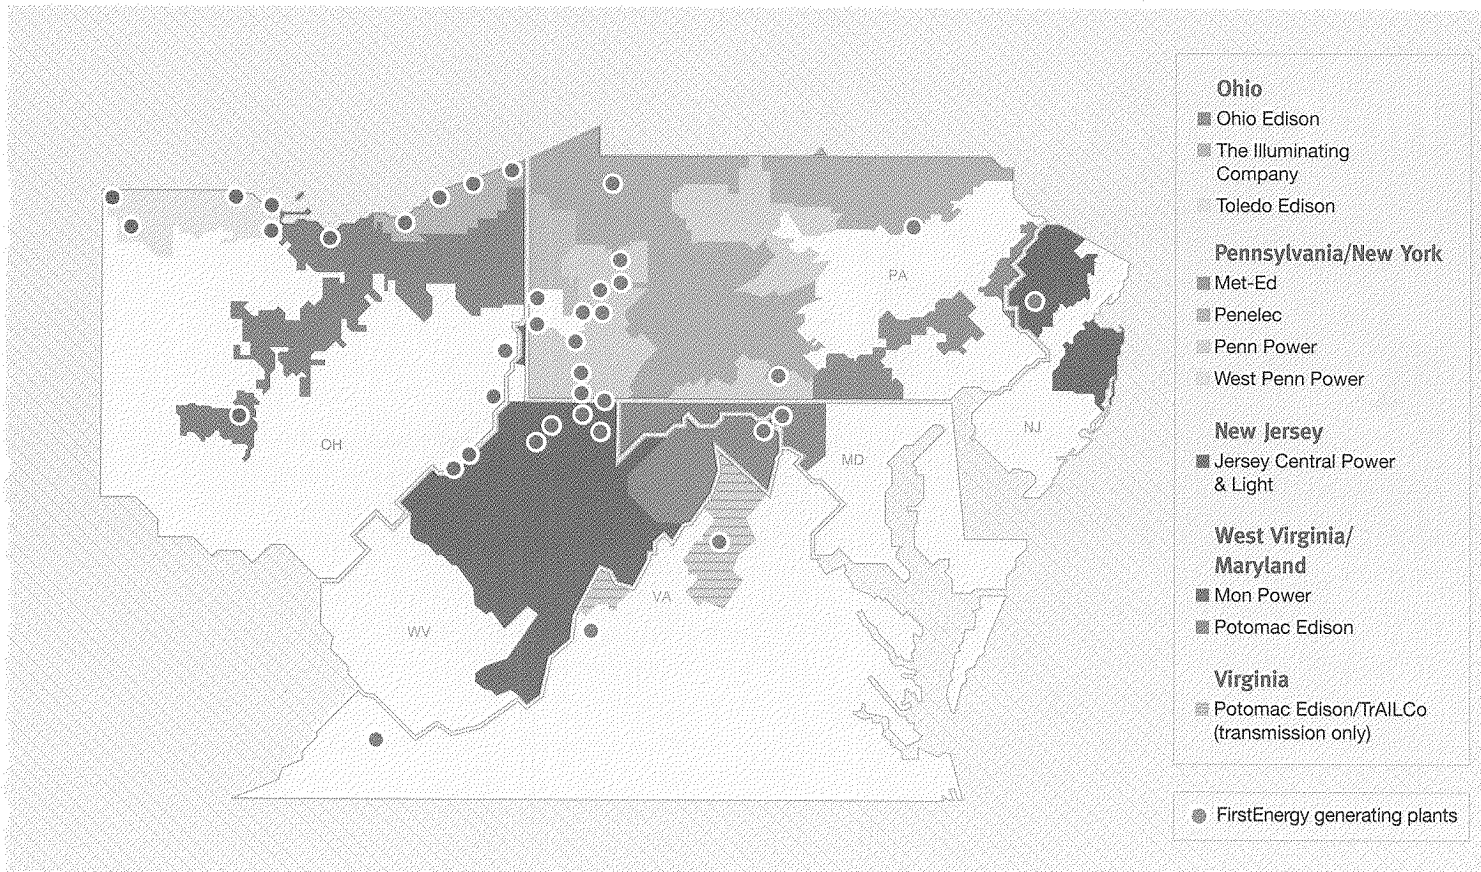 PA
OH
MD
NJ
VA
WV
Ohio
Ohio Edison
The Illuminating
Company
Toledo Edison
Pennsylvania/New York
Met-Ed
Penelec
Penn Power
West Penn Power
New Jersey
Jersey Central Power
& Light
West Virginia/
Maryland
Mon Power
Potomac Edison
Virginia
Potomac Edison/TrAILCo
(transmission only)
FirstEnergy generating plants